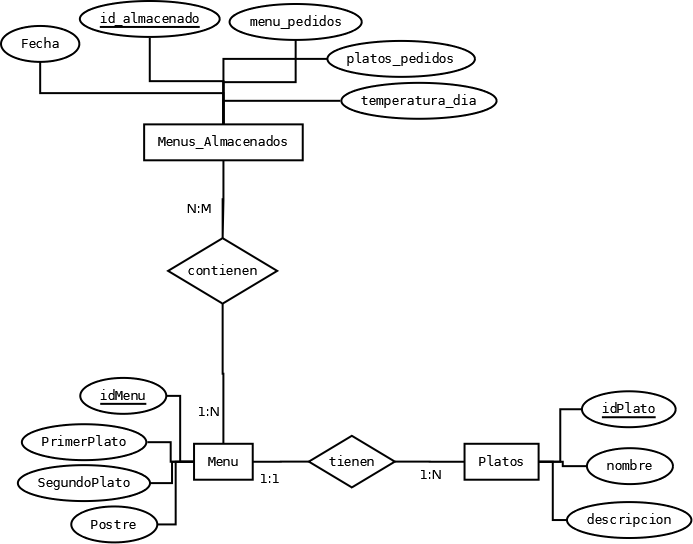 id_almacenado
menu_pedidos
Fecha
platos_pedidos
temperatura_dia
Menus_Almacenados
N:M
contienen
idMenu
1:N
idPlato
PrimerPlato
Menu
tienen
Platos
nombre
1:1
1:N
SegundoPlato
Postre
descripcion